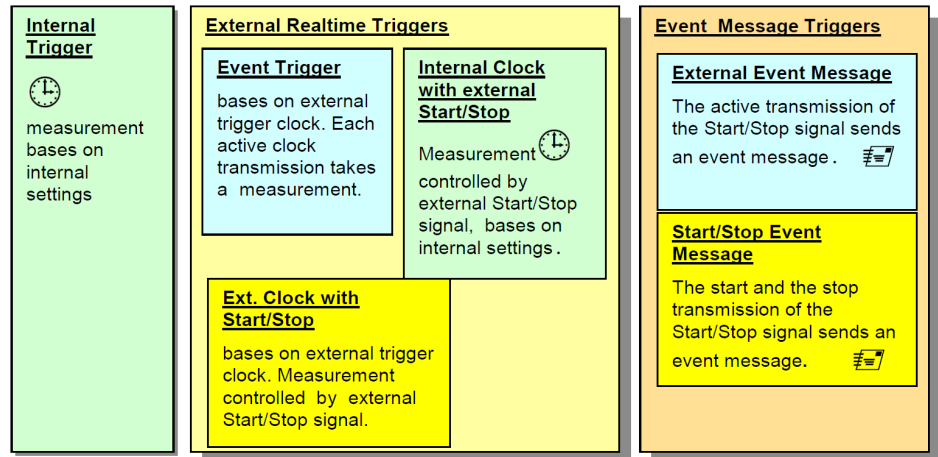 Internal
Trigger
measurement
bases on
internal
settings
External Realtime Triggers
Event Trigger
bases on external
trigger clock. Each
active clock
transmission takes
a measurement.
Internal Clock
with external
Start/Stop
Measurement
controlled by
external Start/Stop
signal, bases on
internal settings.
Ext. Clock with
Start/Stop
bases on external trigger
clock. Measurement
controlled by external
Start/Stop signal.
Event Message Triggers
External Event Message
The active transmission of
the Start/Stop signal sends
an event message.
Start/Stop Event
Message
The start and the stop
transmission of the
Start/Stop signal sends an
event message.